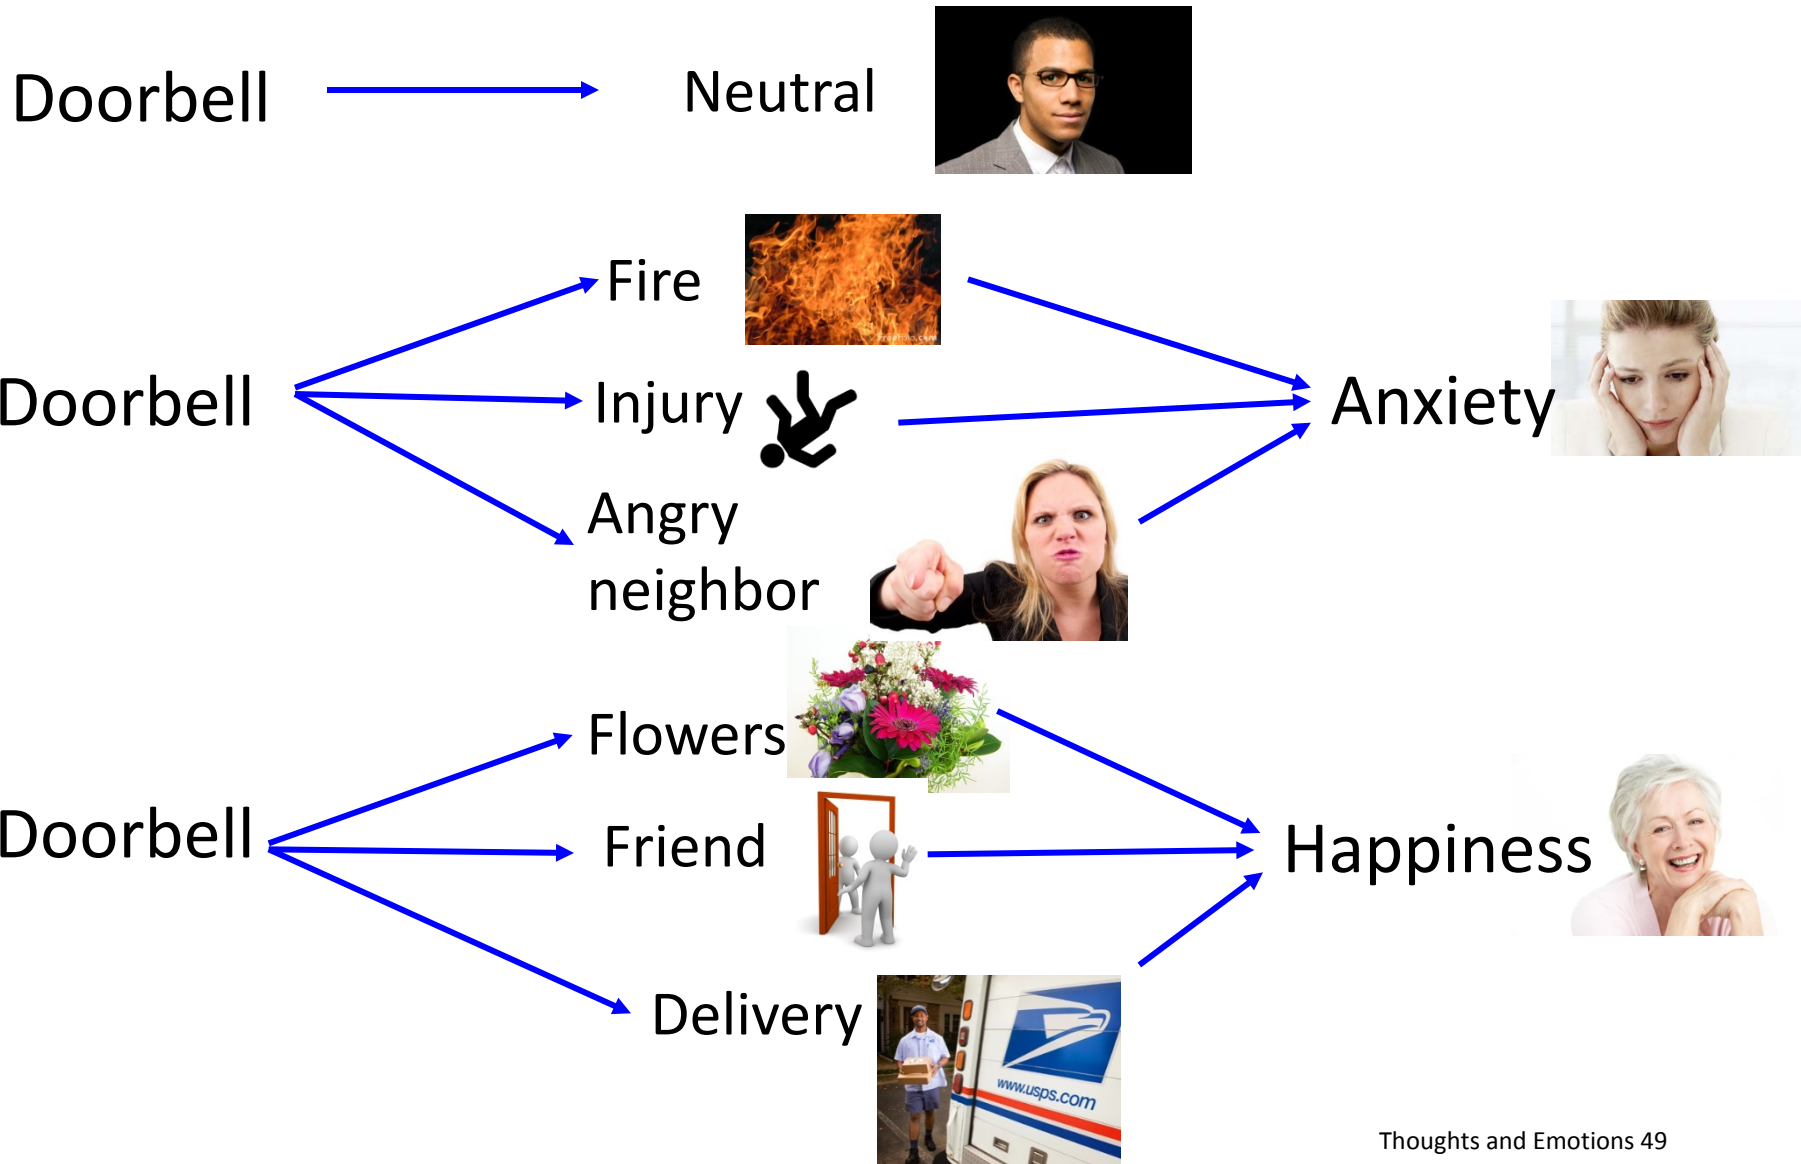 Doorbell
Neutral
Fire
Doorbell
Injury
Anxiety
Angry
neighbor
Flowers
Doorbell
Friend
Happiness
Delivery
www.usps.com
Thoughts and Emotions 49